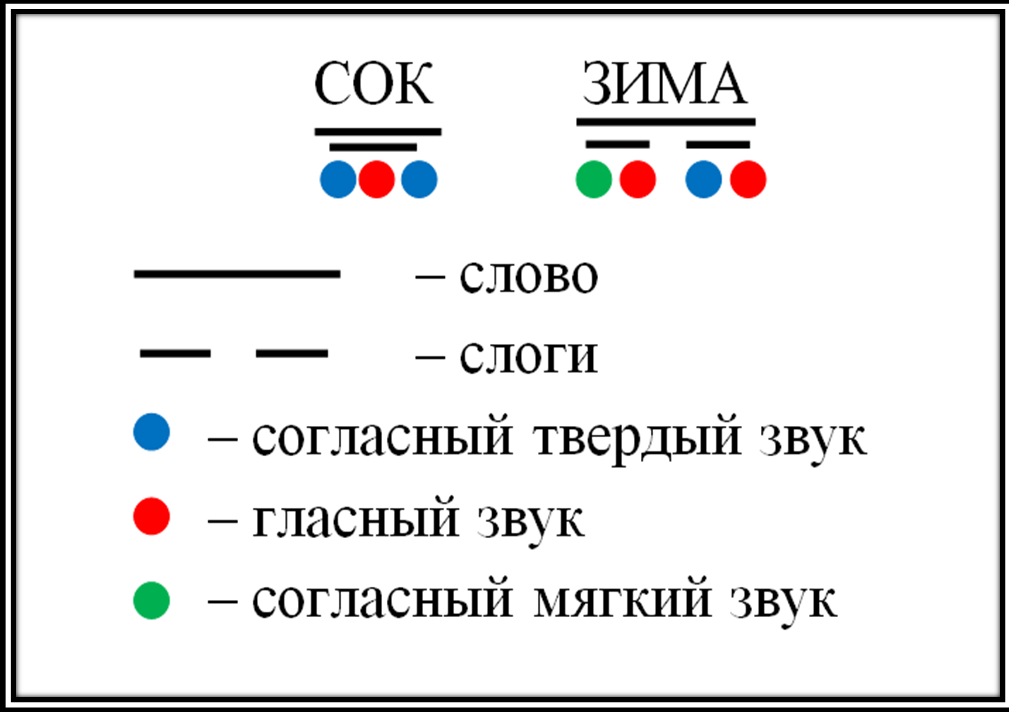 СОК ЗИМА
– слово
– слоги
– согласный твердый звук
– гласный звук
– согласный мягкий звук